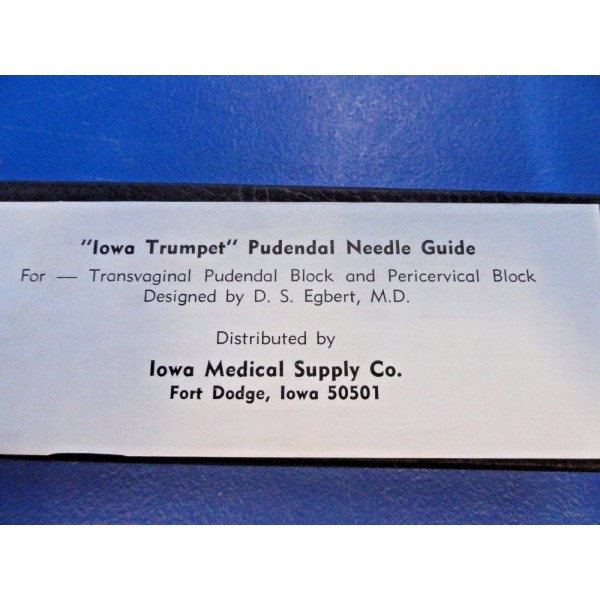 "Iowa Trumpet" Pudendal Needle Guide
For — Transvaginal Pudendal Block and Pericervical Block
Designed by D. S. Egbert, M.D.
Distributed by
Iowa Medical Supply Co.
Fort Dodge, Iowa 50501